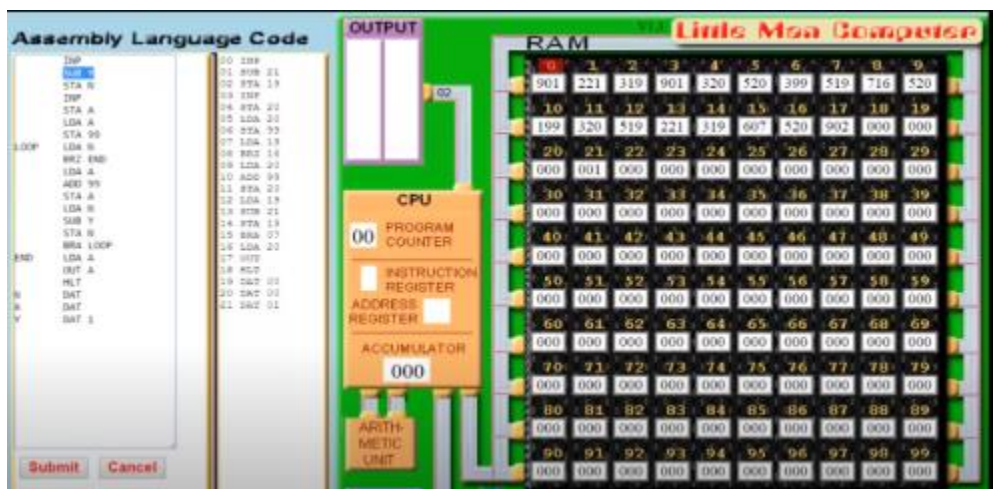 OUTPUT
Little Man Computer
Assembly Language Code
RAM
INP
SUB Y
STA N
INP
STA A
LDA A
STA 99
LOOP LDA N
BRZ END
LDA A
ADD 99
STA A
LDA N
SUB Y
STA N
BRA LOOP
END LDA A
OUT A
HLT
N DAT
A DAT
Y DAT 1
00 INP
01 SUB 21
02 STA 19
03 INP
04 STA 20
05 LDA 20
06 STA 99
07 LDA 19
08 BRZ 16
09 LDA 20
10 ADD 99
11 STA 20
12 LDA 19
13 SUB 21
14 STA 19
15 BRA 07
16 LDA 20
17 OUT
18 HLT
19 DAT 00
20 DAT 00
21 DAT 01
Submit Cancel
02
CPU
00 PROGRAM
COUNTER
INSTRUCTION
REGISTER
ADDRESS
REGISTER
ACCUMULATOR
000
ARITH-
METIC
UNIT
0 1 2 3 4 5 6 7 8 9
901 221 319 901 320 520 399 519 716 520
10 11 12 13 14 15 16 17 18 19
199 320 519 221 319 607 520 902 000 000
20 21 22 23 24 25 26 27 28 29
000 001 000 000 000 000 000 000 000 000
30 31 32 33 34 35 36 37 38 39
000 000 000 000 000 000 000 000 000 000
40 41 42 43 44 45 46 47 48 49
000 000 000 000 000 000 000 000 000 000
50 51 52 53 54 55 56 57 58 59
000 000 000 000 000 000 000 000 000 000
60 61 62 63 64 65 66 67 68 69
000 000 000 000 000 000 000 000 000 000
70 71 72 73 74 75 76 77 78 79
000 000 000 000 000 000 000 000 000 000
80 81 82 83 84 85 86 87 88 89
000 000 000 000 000 000 000 000 000 000
90 91 92 93 94 95 96 97 98 99
000 000 000 000 000 000 000 000 000 000